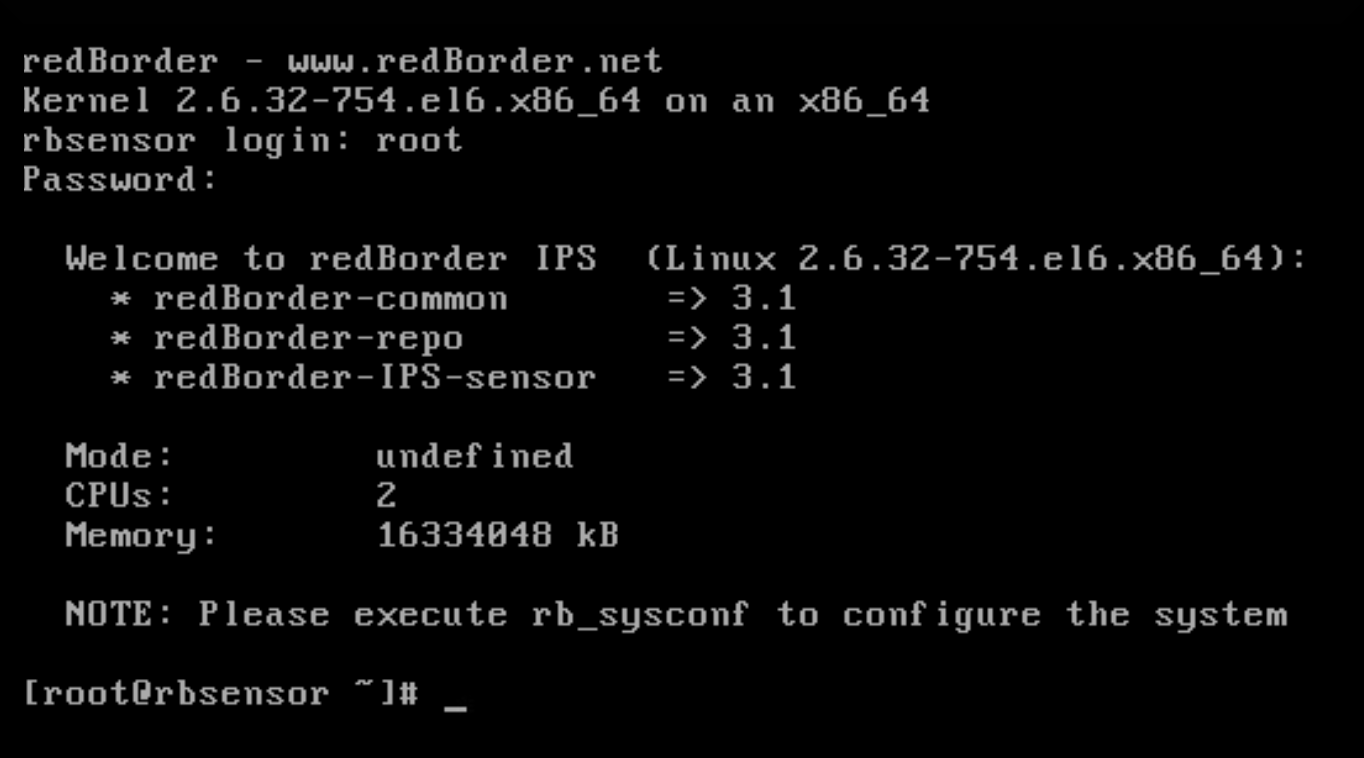 redBorder - www.redBorder.net
Kernel 2.6.32-754.el6.x86_64 on an x86_64
rbsensor login: root
Password:
Welcome to redBorder IPS (Linux 2.6.32-754.el6.x86_64):
* redBorder-common => 3.1
* redBorder-repo => 3.1
* redBorder-IPS-sensor => 3.1
Mode: undefined
CPUs: 2
Memory: 16334048 kB
NOTE: Please execute rb_sysconf to configure the system
[root@rbsensor ~]# _